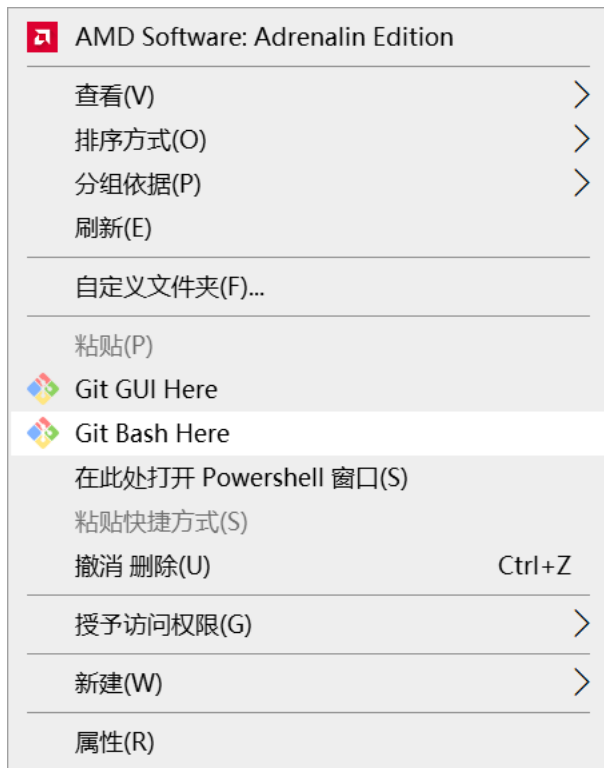 AMD Software: Adrenalin Edition
查看(V)
排序方式(O)
分组依据(P)
刷新(E)
自定义文件夹(F)...
粘贴(P)
Git GUI Here
Git Bash Here
在此处打开 Powershell 窗口(S)
粘贴快捷方式(S)
撤消 删除(U) Ctrl+Z
授予访问权限(G)
新建(W)
属性(R)